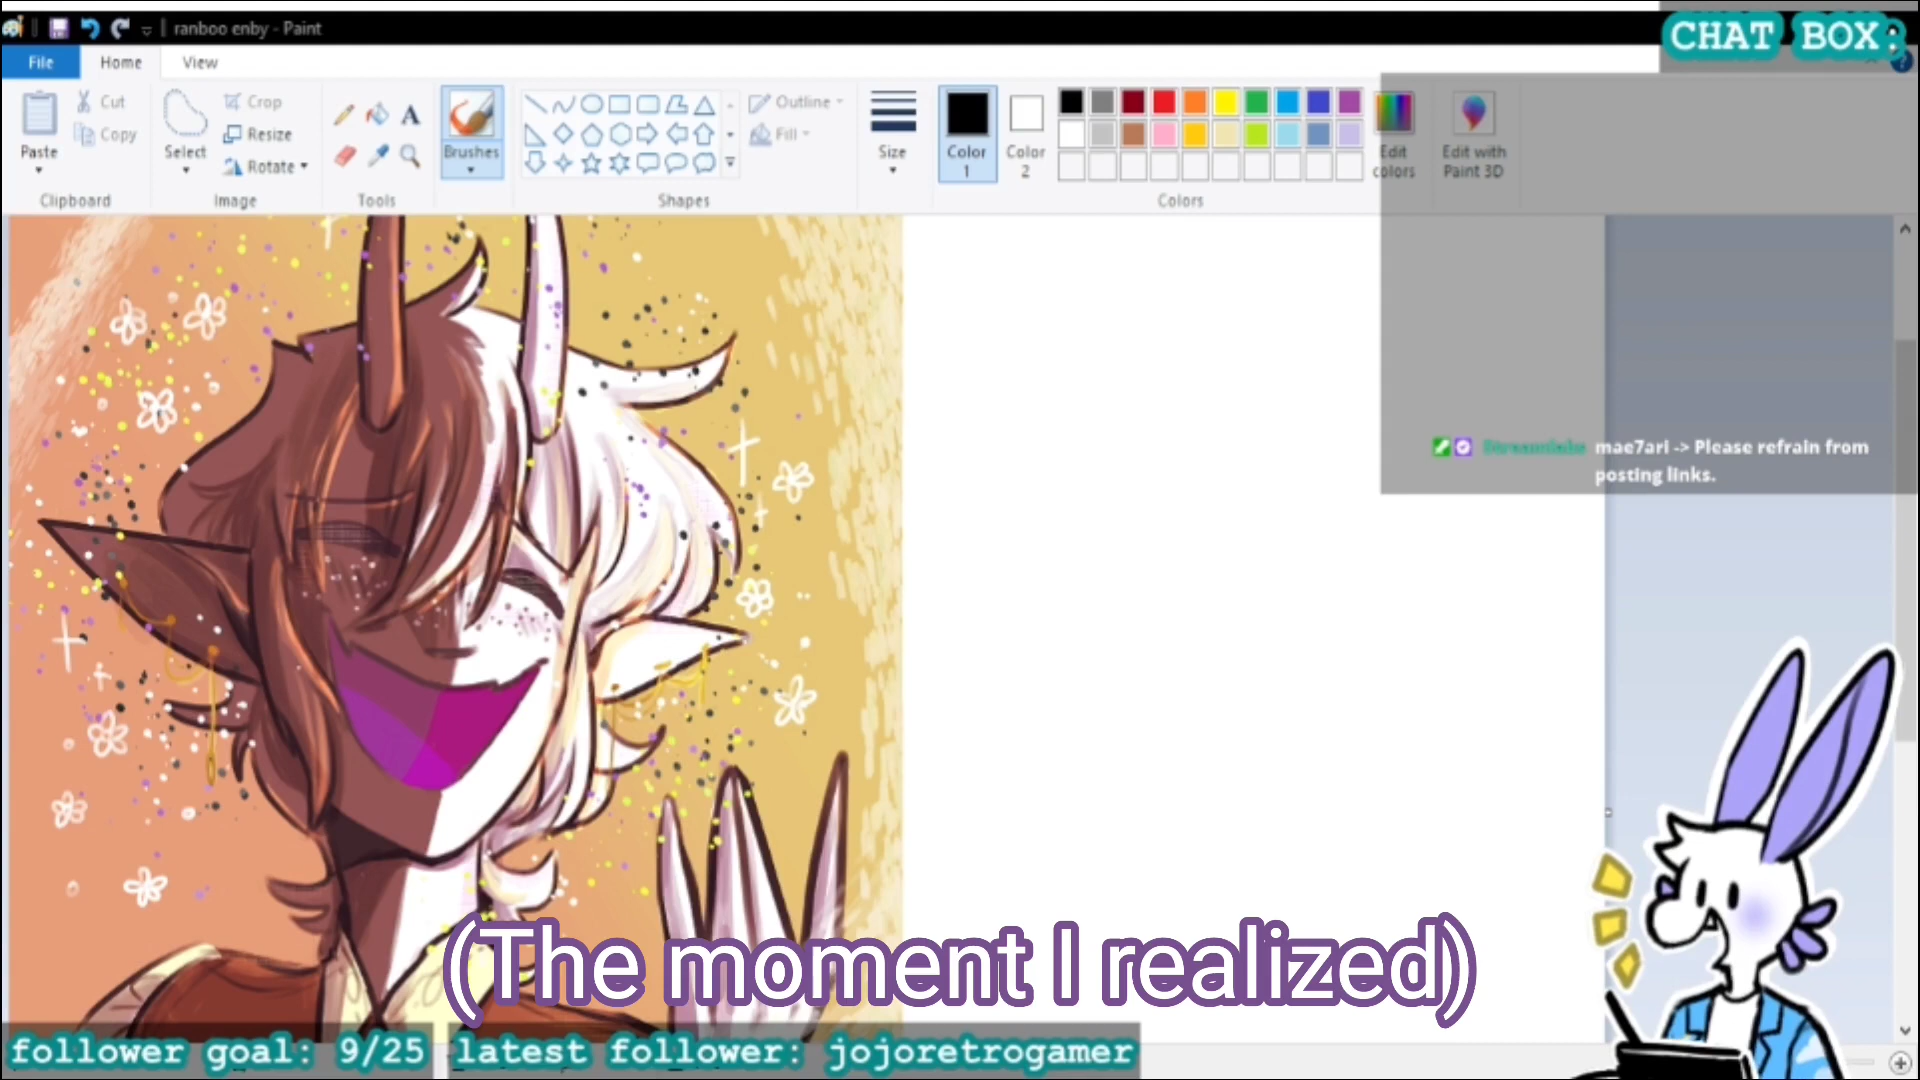 ranboo enby - Paint
CHAT BOX:
File
Home
View
Cut
Copy
Paste
Crop
Resize
Rotate
Select
A
Brushes
Outline
Fill
Size
Color
1
Color
2
Edit
colors
Edit with
Paint 3D
Clipboard
Image
Tools
Shapes
Colors
Streamlabs mae7ari -> Please refrain from
posting links.
(The moment I realized)
follower goal: 9/25
latest follower: jojoretrogamer